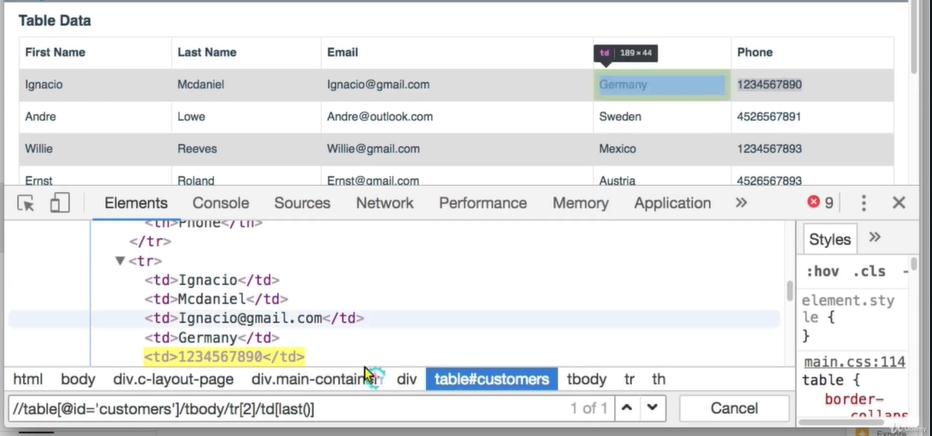 Table Data
First Name Last Name Email Phone
td 189 × 44
Ignacio Mcdaniel Ignacio@gmail.com Germany 1234567890
Andre Lowe Andre@outlook.com Sweden 4526567891
Willie Reeves Willie@gmail.com Mexico 1234567893
Ernst Roland Ernst@gmail.com Austria 4526567893
Elements Console Sources Network Performance Memory Application » 9
<th>Phone</th>
</tr>
▼<tr>
<td>Ignacio</td>
<td>Mcdaniel</td>
<td>Ignacio@gmail.com</td>
<td>Germany</td>
<td>1234567890</td>
Styles »
:hov .cls
element.sty
le {
}
main.css:114
table {
border-
collaps
html body div.c-layout-page div.main-container div table#customers tbody tr th
//table[@id='customers']/tbody/tr[2]/td[last()] 1 of 1 Cancel